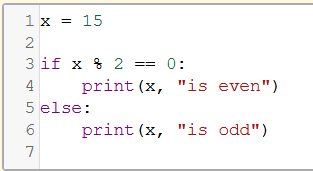 1 x = 15
2
3 if x % 2 == 0:
4     print(x, "is even")
5 else:
6     print(x, "is odd")
7